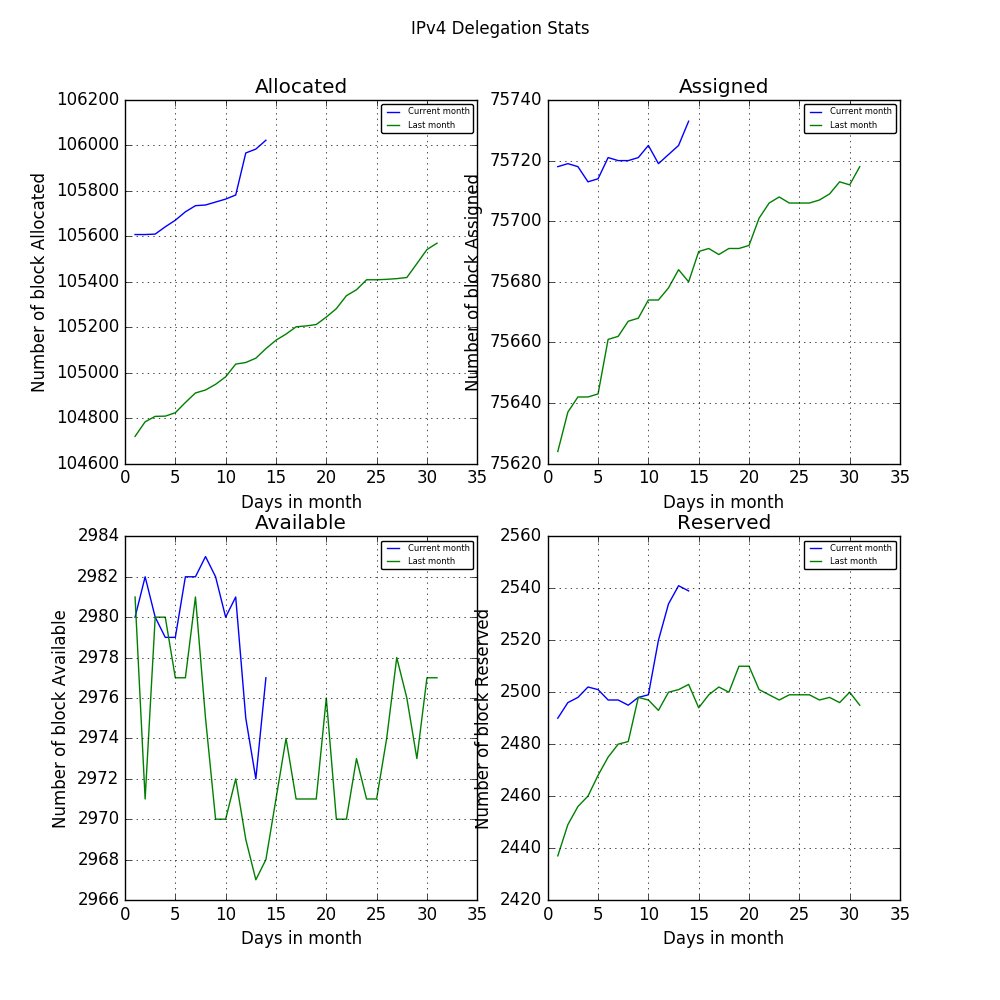 IPv4 Delegation Stats
Allocated
Number of block Allocated
106200
106000
105800
105600
105400
105200
105000
104800
104600
Current month
Last month
0 5 10 15 20 25 30 35
Days in month
Assigned
Number of block Assigned
75740
75720
75700
75680
75660
75640
75620
Current month
Last month
0 5 10 15 20 25 30 35
Days in month
Available
Number of block Available
2984
2982
2980
2978
2976
2974
2972
2970
2968
2966
Current month
Last month
0 5 10 15 20 25 30 35
Days in month
Reserved
Number of block Reserved
2560
2540
2520
2500
2480
2460
2440
2420
Current month
Last month
0 5 10 15 20 25 30 35
Days in month